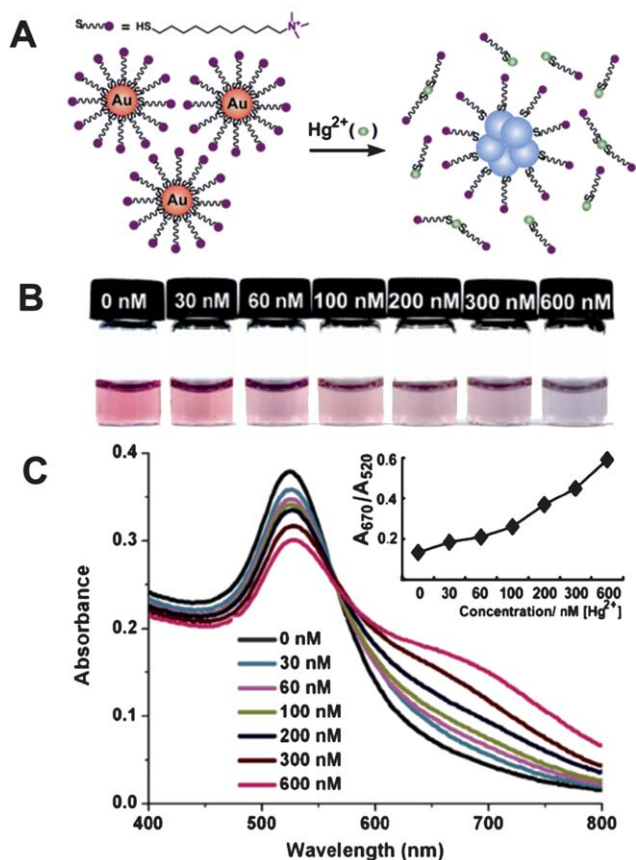 A
S = HS N⁺
Au Au
Au
S S S S S S S S S
Hg²⁺( )
B
0 nM 30 nM 60 nM 100 nM 200 nM 300 nM 600 nM
C
Absorbance
0.4
0.3
0.2
0.1
0.0
400 500 600 700 800
Wavelength (nm)
0 nM
30 nM
60 nM
100 nM
200 nM
300 nM
600 nM
A₆₇₀/A₅₂₀
0.6
0.4
0.2
0 30 60 100 200 300 600
Concentration/ nM [Hg²⁺]